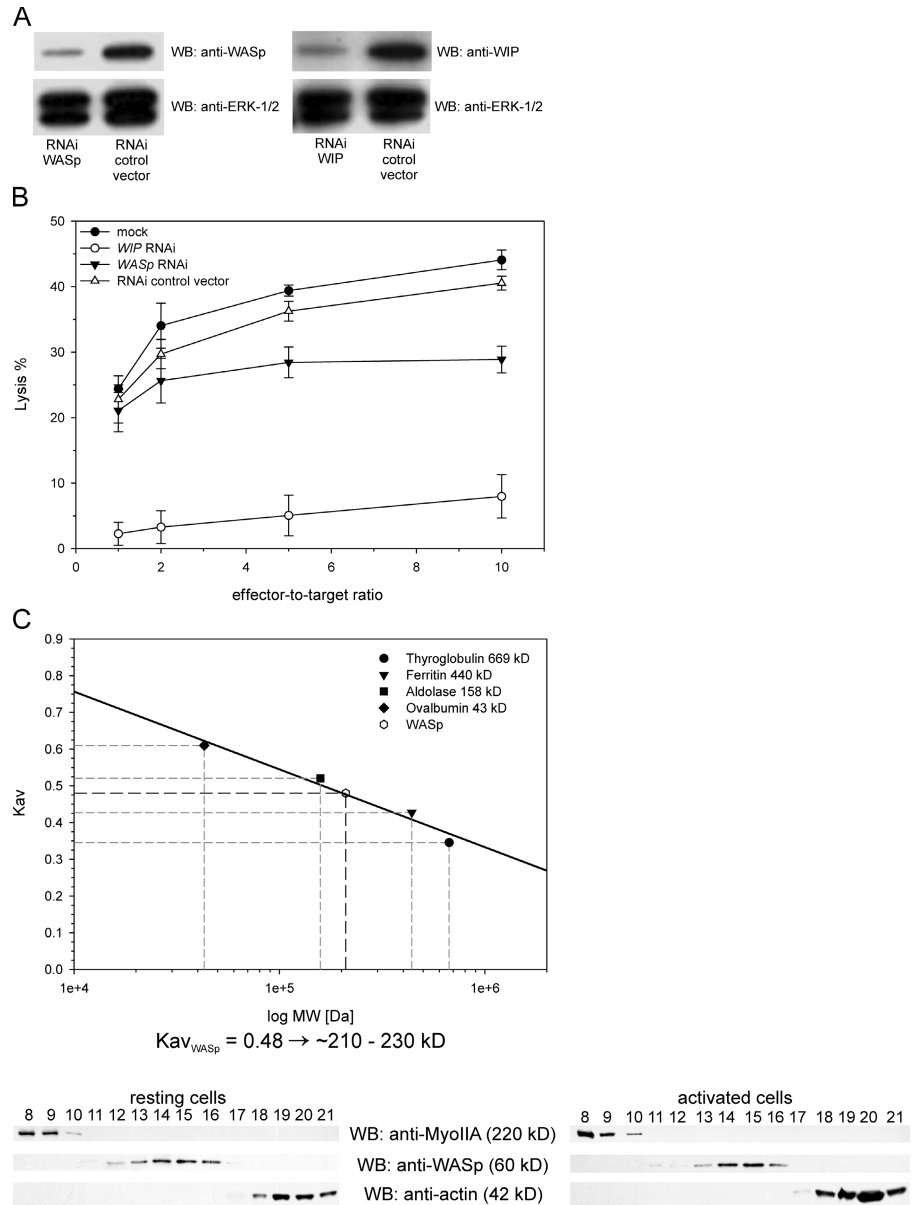 A
WB: anti-WASp
WB: anti-WIP
WB: anti-ERK-1/2
WB: anti-ERK-1/2
RNAi WASp
RNAi cotrol vector
RNAi WIP
RNAi cotrol vector
B
50
40
30
20
10
0
Lysis %
mock
WIP RNAi
WASp RNAi
RNAi control vector
0 2 4 6 8 10
effector-to-target ratio
C
0.9
0.8
0.7
0.6
0.5
0.4
0.3
0.2
0.1
0.0
Kav
Thyroglobulin 669 kD
Ferritin 440 kD
Aldolase 158 kD
Ovalbumin 43 kD
WASp
1e+4 1e+5 1e+6
log MW [Da]
Kav WASp = 0.48 → ~210 - 230 kD
resting cells
8 9 10 11 12 13 14 15 16 17 18 19 20 21
activated cells
8 9 10 11 12 13 14 15 16 17 18 19 20 21
WB: anti-MyoIIA (220 kD)
WB: anti-WASp (60 kD)
WB: anti-actin (42 kD)